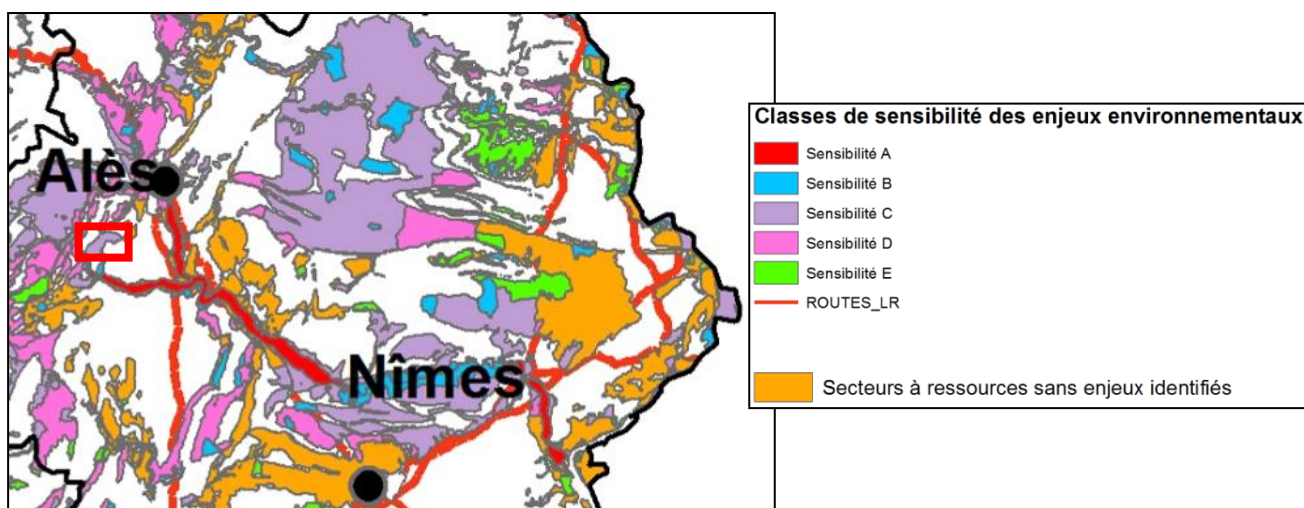 Alès
Nîmes
Classes de sensibilité des enjeux environnementaux
Sensibilité A
Sensibilité B
Sensibilité C
Sensibilité D
Sensibilité E
ROUTES_LR
Secteurs à ressources sans enjeux identifiés